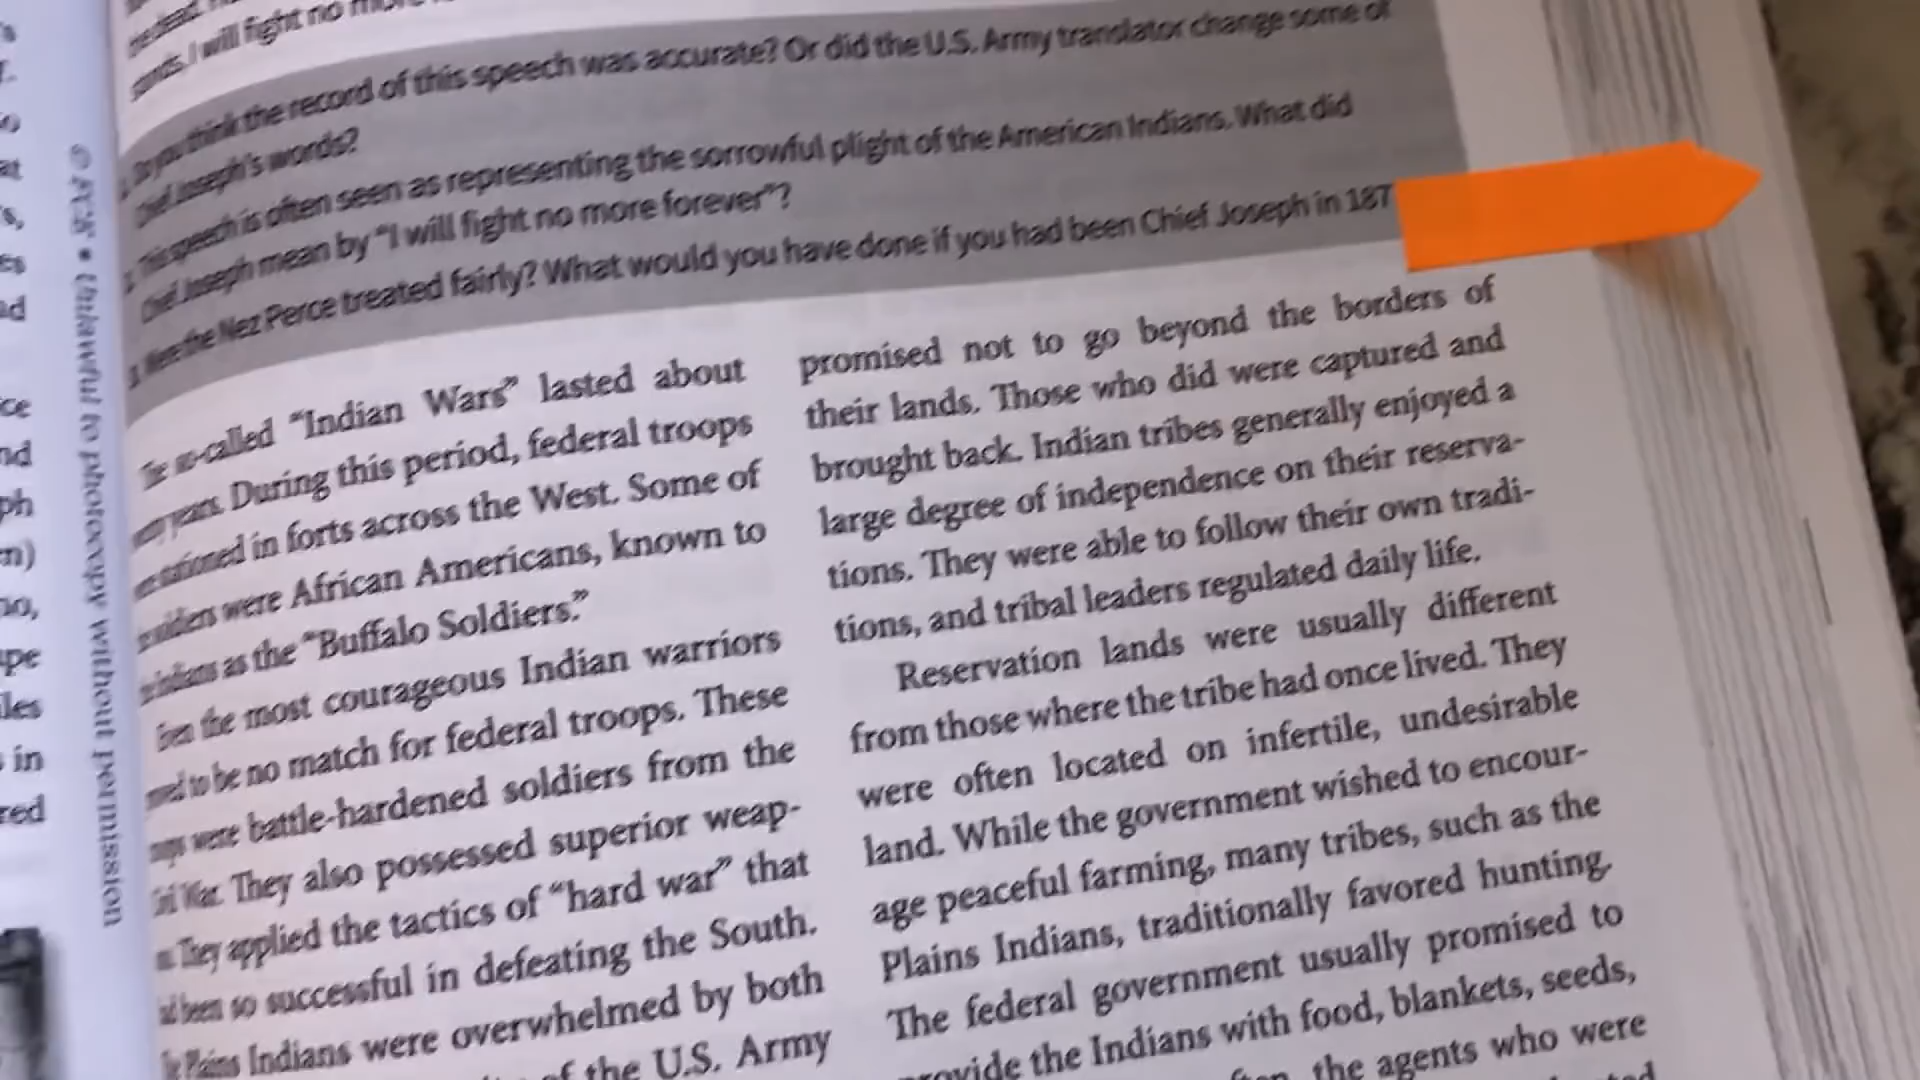 sounds, I will fight no more
Do you think the record of this speech was accurate? Or did the U.S. Army translator change some of
Chief Joseph's words?
This speech is often seen as representing the sorrowful plight of the American Indians. What did
Chief Joseph mean by “I will fight no more forever”?
3. Were the Nez Perce treated fairly? What would you have done if you had been Chief Joseph in 187
The so-called “Indian Wars” lasted about
years. During this period, federal troops
stationed in forts across the West. Some of
soldiers were African Americans, known to
Indians as the “Buffalo Soldiers.”
Even the most courageous Indian warriors
to be no match for federal troops. These
were battle-hardened soldiers from the
War. They also possessed superior weap-
They applied the tactics of “hard war” that
had been so successful in defeating the South.
The Plains Indians were overwhelmed by both
of the U.S. Army
promised not to go beyond the borders of
their lands. Those who did were captured and
brought back. Indian tribes generally enjoyed a
large degree of independence on their reserva-
tions. They were able to follow their own tradi-
tions, and tribal leaders regulated daily life.
Reservation lands were usually different
from those where the tribe had once lived. They
were often located on infertile, undesirable
land. While the government wished to encour-
age peaceful farming, many tribes, such as the
Plains Indians, traditionally favored hunting.
The federal government usually promised to
provide the Indians with food, blankets, seeds,
the agents who were
Unlawful to photocopy without permission
in
red